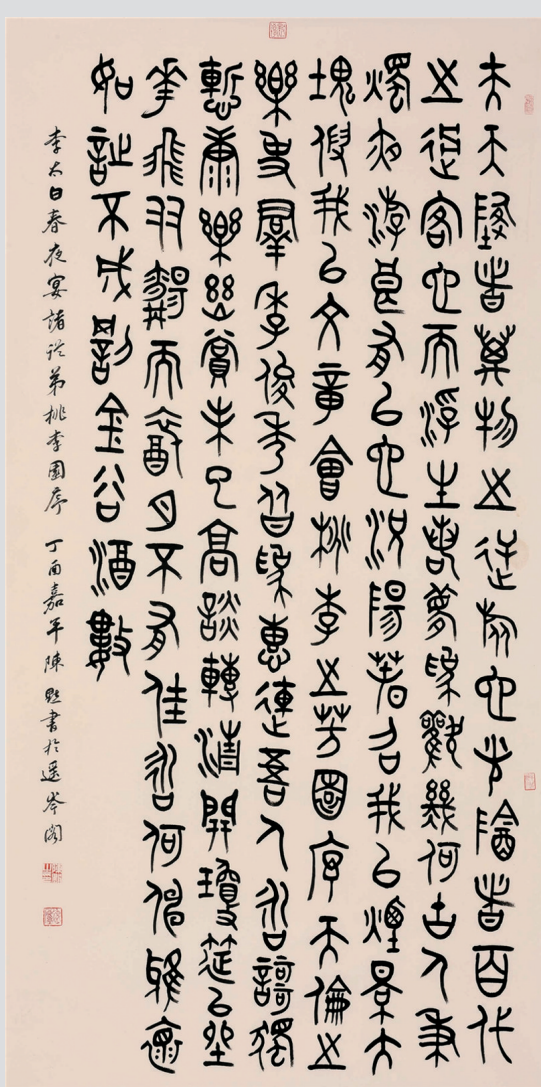 夫天地者萬物之逆旅也光陰者百代
之過客也而浮生若夢為歡幾何古人秉
燭夜游良有以也況陽春召我以煙景大
塊假我以文章會桃李之芳園序天倫之
樂事羣季俊秀皆為惠連吾人詠歌獨
慙康樂幽賞未已高談轉清開瓊筵以坐
華飛羽觴而醉月不有佳詠何伸雅懷
如詩不成罰金谷酒數
李太白春夜宴諸從弟桃李園序 丁酉嘉平陳書於遥岑阁